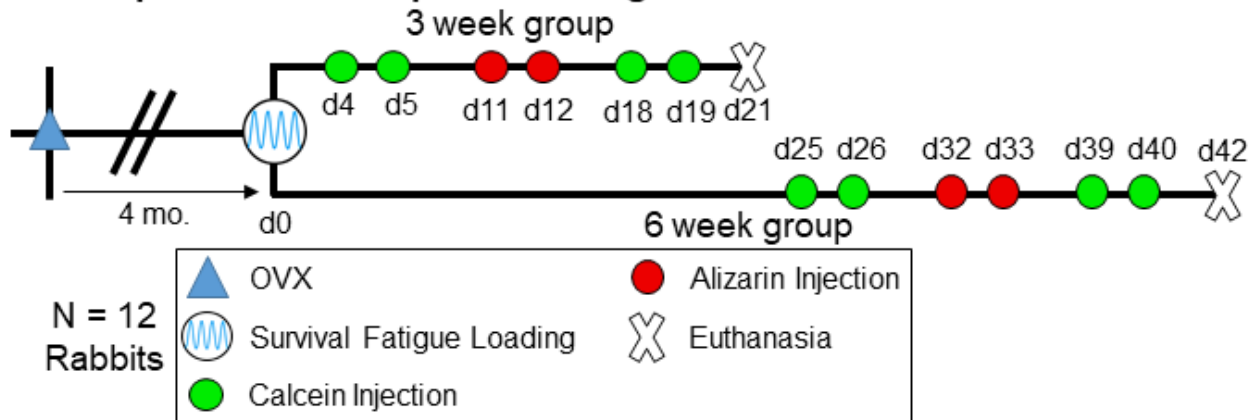 3 week group
d4 d5 d11 d12 d18 d19 d21
d25 d26 d32 d33 d39 d40 d42
4 mo.
d0
6 week group
N = 12
Rabbits
OVX
Alizarin Injection
Survival Fatigue Loading
Euthanasia
Calcein Injection